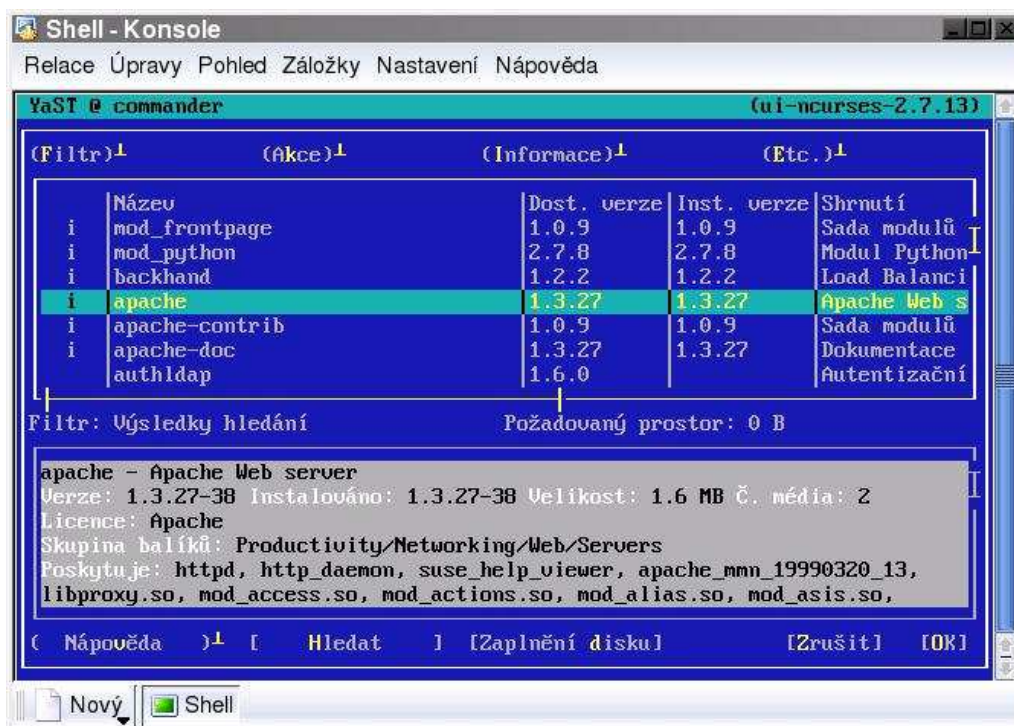 Shell - Konsole
Relace Úpravy Pohled Záložky Nastavení Nápověda
YaST @ commander (ui-ncurses-2.7.13)
(Filtr) (Akce) (Informace) (Etc.)
Název Dost. verze Inst. verze Shrnutí
i mod_frontpage 1.0.9 1.0.9 Sada modulů
i mod_python 2.7.8 2.7.8 Modul Python
i backhand 1.2.2 1.2.2 Load Balanci
i apache 1.3.27 1.3.27 Apache Web s
i apache-contrib 1.0.9 1.0.9 Sada modulů
i apache-doc 1.3.27 1.3.27 Dokumentace
authldap 1.6.0 Autentizační
Filtr: Výsledky hledání Požadovaný prostor: 0 B
apache - Apache Web server
Verze: 1.3.27-38 Instalováno: 1.3.27-38 Velikost: 1.6 MB Č. média: 2
Licence: Apache
Skupina balíků: Productivity/Networking/Web/Servers
Poskytuje: httpd, http_daemon, suse_help_viewer, apache_mmn_19990320_13,
libproxy.so, mod_access.so, mod_actions.so, mod_alias.so, mod_asis.so,
( Nápověda ) [ Hledat ] [Zaplnění disku] [Zrušit] [OK]
Nový Shell